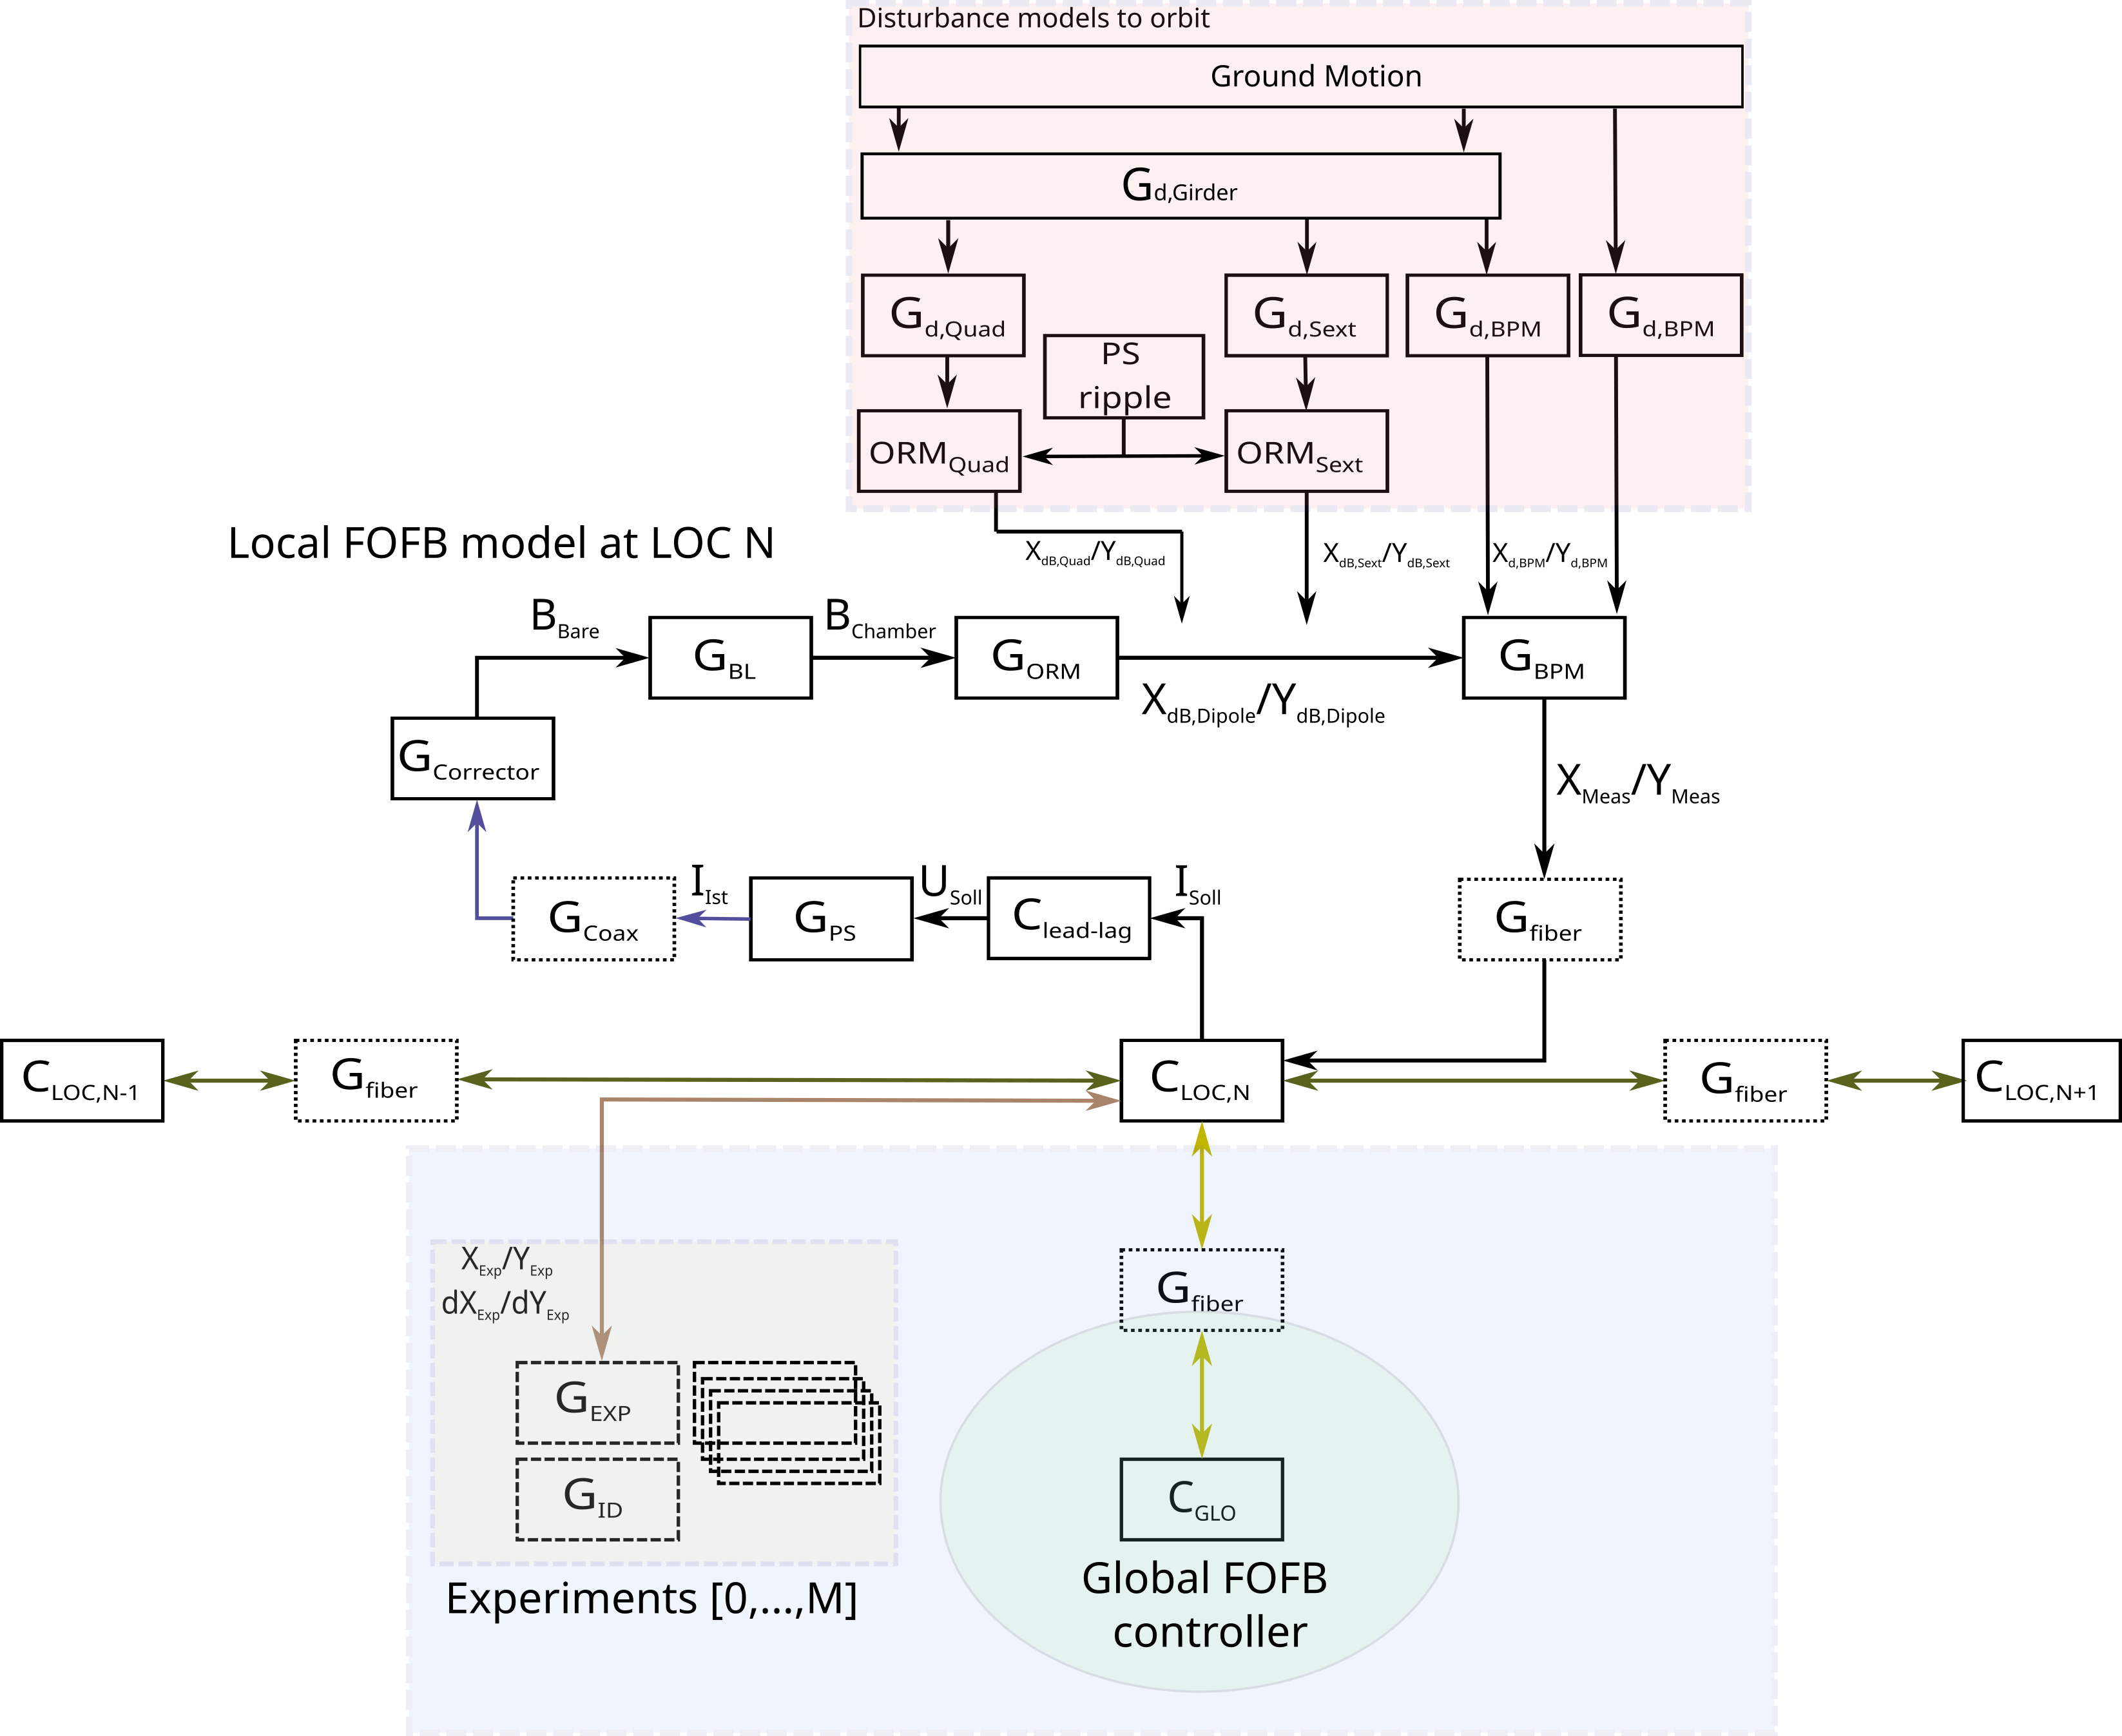 Disturbance models to orbit
Ground Motion
Gd,Girder
Gd,Quad
Gd,Sext
Gd,BPM
Gd,BPM
PS
ripple
ORMQuad
ORMSext
Local FOFB model at LOC N
XdB,Quad/YdB,Quad
XdB,Sext/YdB,Sext
Xd,BPM/Yd,BPM
BBare
GBL
BChamber
GORM
GBPM
XdB,Dipole/YdB,Dipole
GCorrector
XMeas/YMeas
GCoax
IIst
GPS
USoll
Clead-lag
ISoll
Gfiber
CLOC,N-1
Gfiber
CLOC,N
Gfiber
CLOC,N+1
XExp/YExp
dXExp/dYExp
Gfiber
GEXP
GID
CGLO
Experiments [0,...,M]
Global FOFB
controller